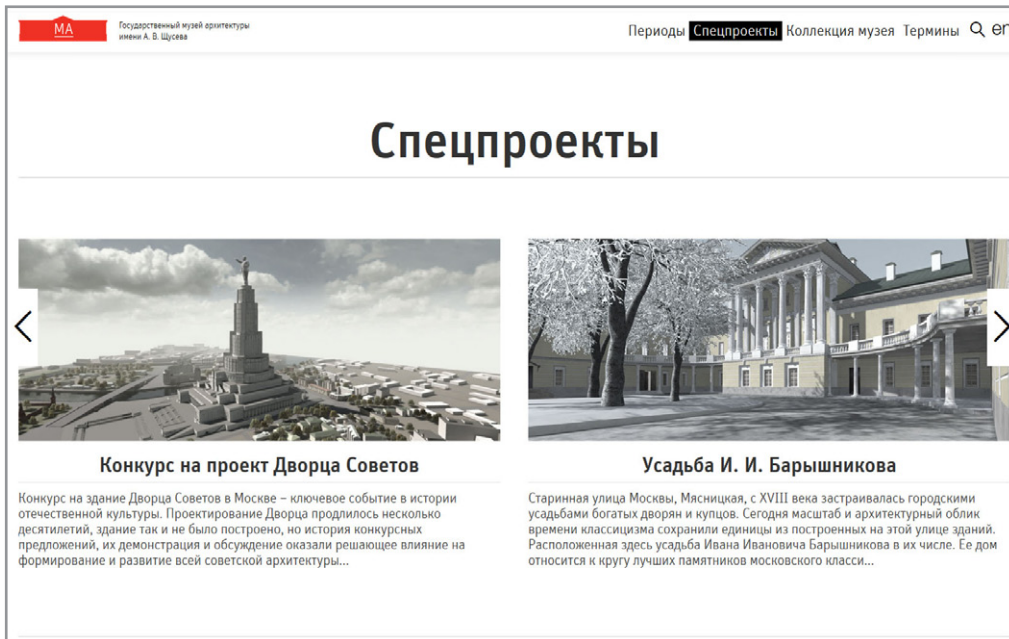 МА
Государственный музей архитектуры
имени А. В. Щусева
Периоды Спецпроекты Коллекция музея Термины en
Спецпроекты
Конкурс на проект Дворца Советов
Конкурс на здание Дворца Советов в Москве – ключевое событие в истории
отечественной культуры. Проектирование Дворца продлилось несколько
десятилетий, здание так и не было построено, но история конкурсных
предложений, их демонстрация и обсуждение оказали решающее влияние на
формирование и развитие всей советской архитектуры...
Усадьба И. И. Барышникова
Старинная улица Москвы, Мясницкая, с XVIII века застраивалась городскими
усадьбами богатых дворян и купцов. Сегодня масштаб и архитектурный облик
времени классицизма сохранили единицы из построенных на этой улице зданий.
Расположенная здесь усадьба Ивана Ивановича Барышникова в их числе. Ее дом
относится к кругу лучших памятников московского класси...